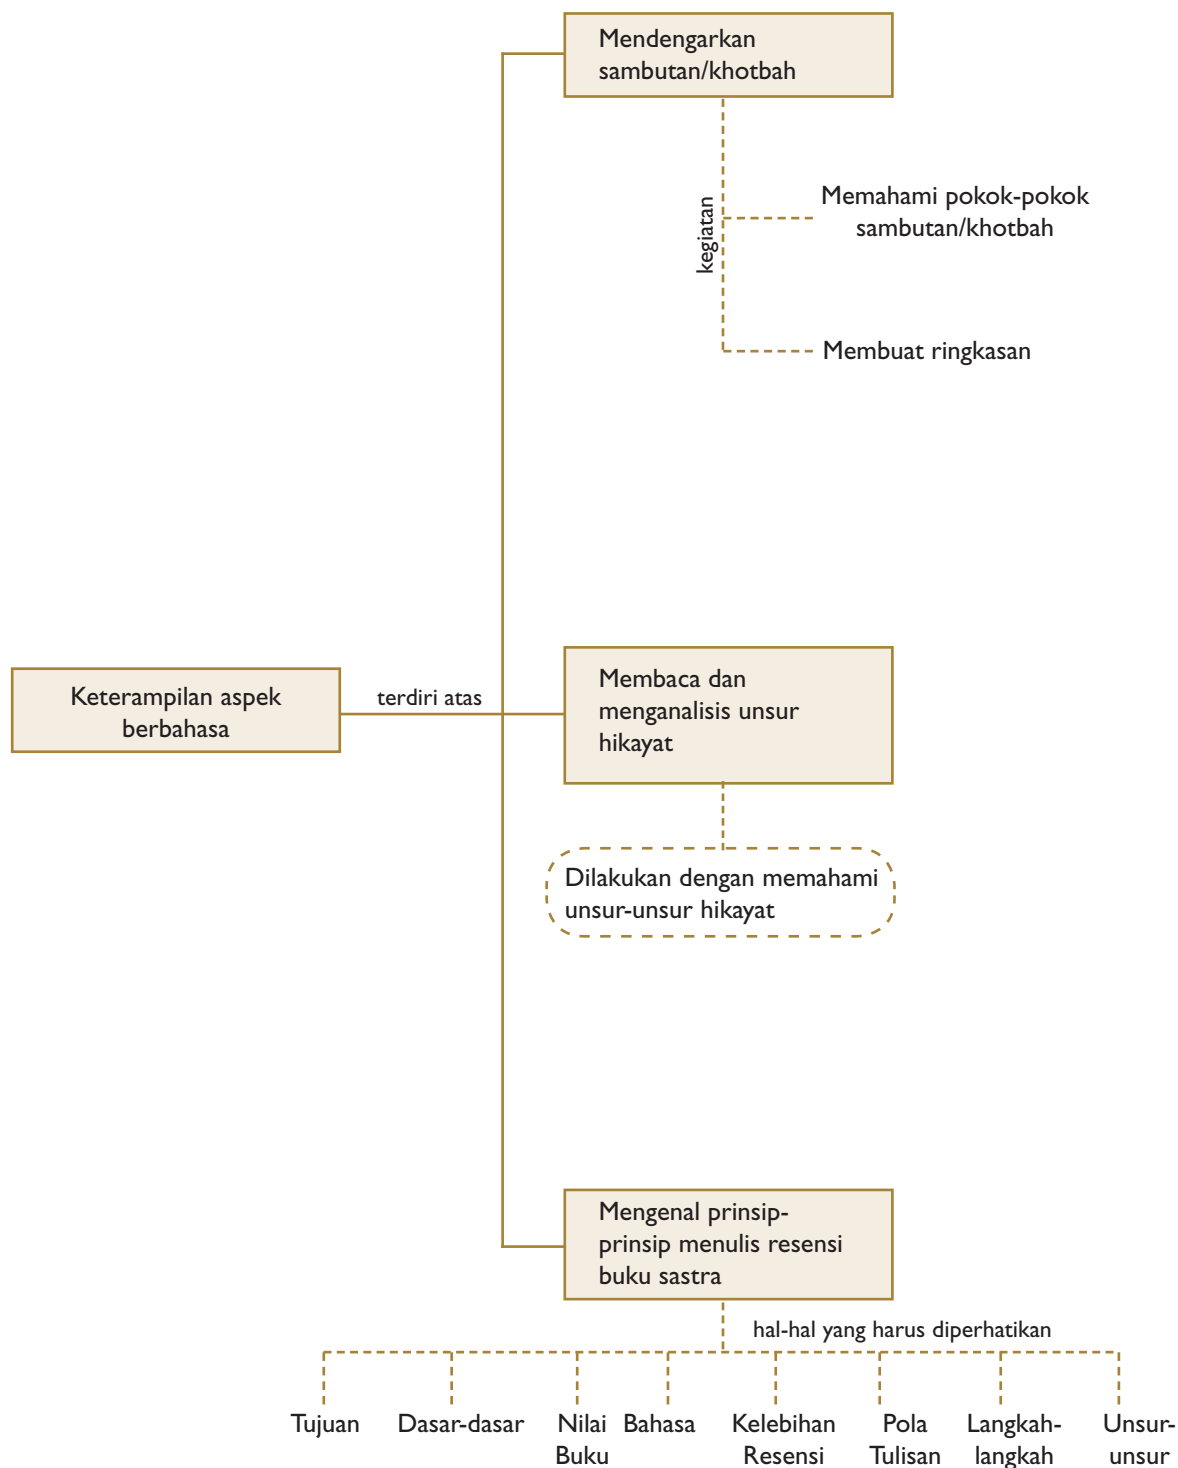 Mendengarkan
sambutan/khotbah
kegiatan
Memahami pokok-pokok
sambutan/khotbah
Membuat ringkasan
Keterampilan aspek
berbahasa
terdiri atas
Membaca dan
menganalisis unsur
hikayat
Dilakukan dengan memahami
unsur-unsur hikayat
Mengenal prinsip-
prinsip menulis resensi
buku sastra
hal-hal yang harus diperhatikan
Tujuan
Dasar-dasar
Nilai
Buku
Bahasa
Kelebihan
Resensi
Pola
Tulisan
Langkah-
langkah
Unsur-
unsur